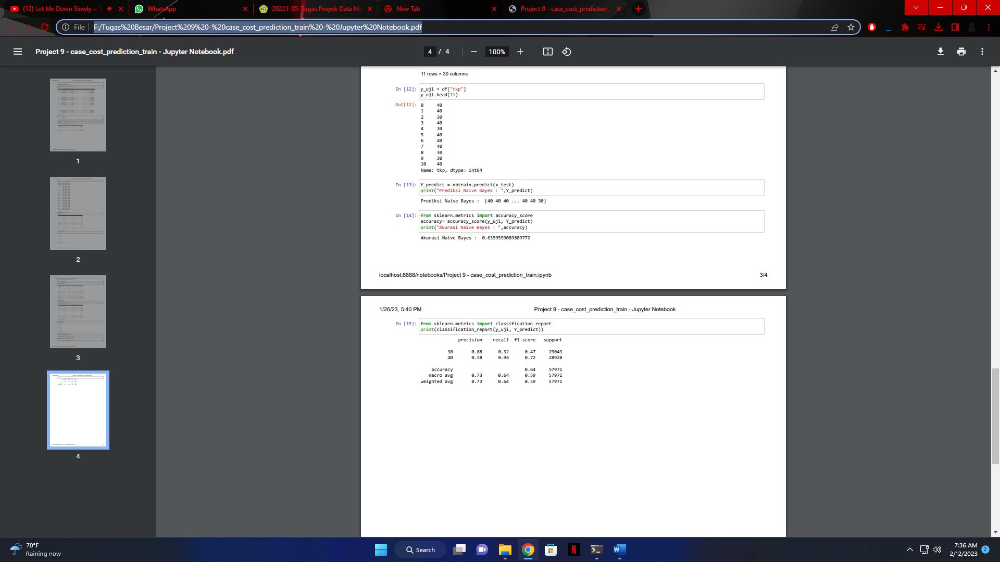 (12) Let Me Down Slowly ~ S
WhatsApp
20221-05-Tugas Proyek Data Mi
New Tab
Project 9 - case_cost_prediction_
File
F:/Tugas%20Besar/Project%209%20-%20case_cost_prediction_train%20-%20Jupyter%20Notebook.pdf
Project 9 - case_cost_prediction_train - Jupyter Notebook.pdf
4 / 4
100%
1
2
3
4
11 rows × 30 columns
In [12]: y_uji = df["tkp"]
y_uji.head(11)
Out[12]: 0 40
1 40
2 30
3 40
4 30
5 40
6 40
7 40
8 30
9 30
10 40
Name: tkp, dtype: int64
In [13]: Y_predict = nbtrain.predict(x_test)
print("Prediksi Naive Bayes : ",Y_predict)
Prediksi Naive Bayes : [40 40 40 ... 40 40 30]
In [14]: from sklearn.metrics import accuracy_score
accuracy= accuracy_score(y_uji, Y_predict)
print("Akurasi Naive Bayes : ",accuracy)
Akurasi Naive Bayes : 0.6359559089889772
localhost:8888/notebooks/Project 9 - case_cost_prediction_train.ipynb 3/4
1/26/23, 5:40 PM Project 9 - case_cost_prediction_train - Jupyter Notebook
In [15]: from sklearn.metrics import classification_report
print(classification_report(y_uji, Y_predict))
precision recall f1-score support
30 0.88 0.32 0.47 29043
40 0.58 0.96 0.72 28928
accuracy 0.64 57971
macro avg 0.73 0.64 0.59 57971
weighted avg 0.73 0.64 0.59 57971
70°F
Raining now
Search
7:36 AM
2/12/2023
2